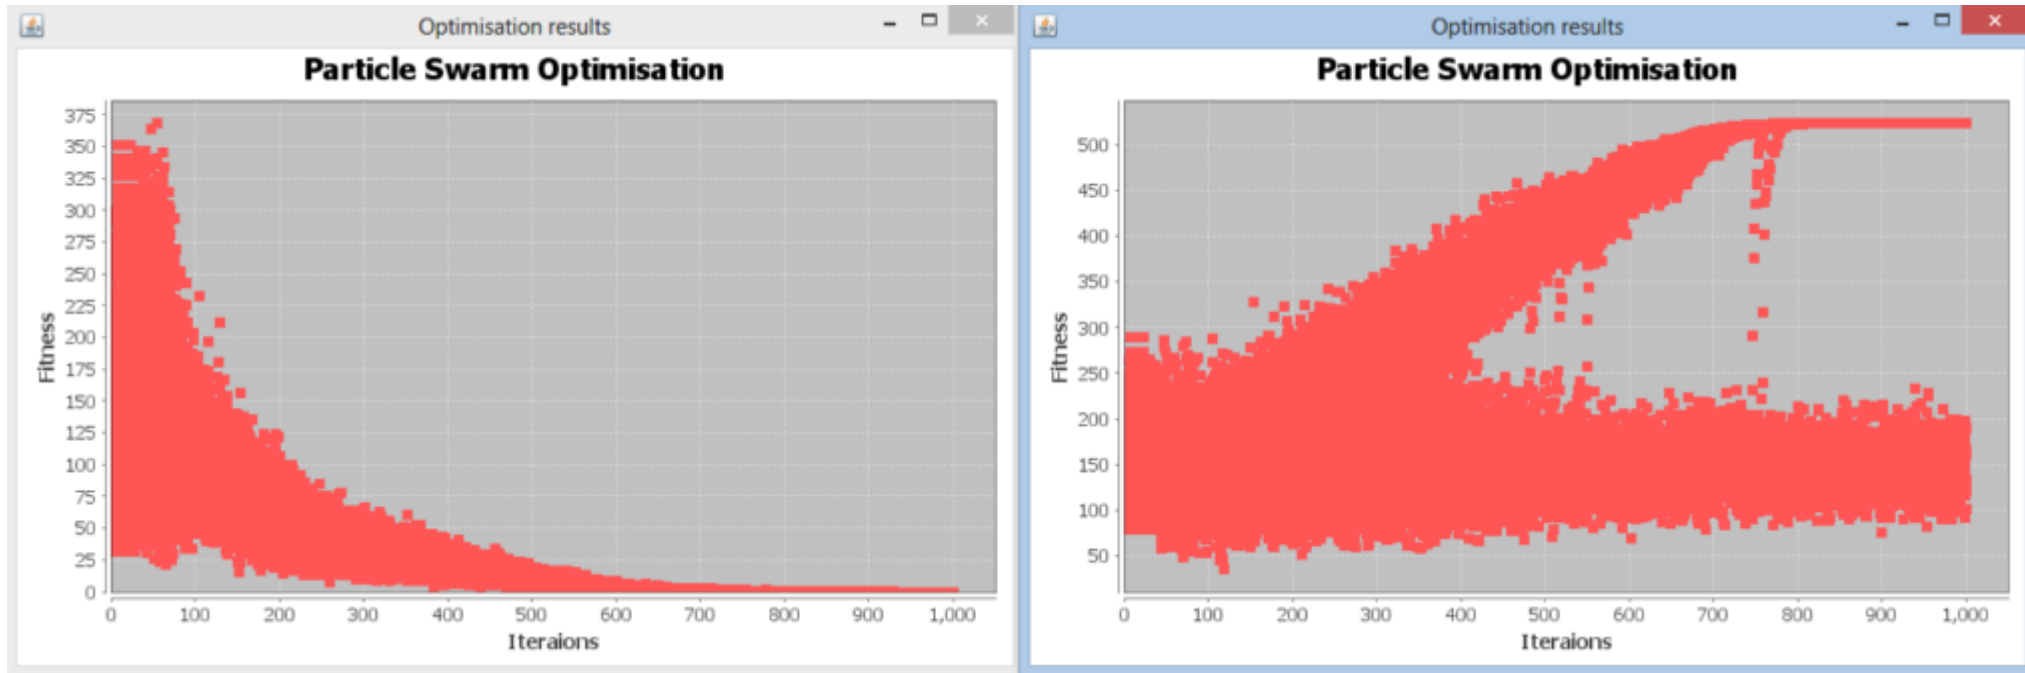 Optimisation results
Particle Swarm Optimisation
375
350
325
300
275
250
225
200
175
150
125
100
75
50
25
0
Fitness
0 100 200 300 400 500 600 700 800 900 1,000
Iteraions
Optimisation results
Particle Swarm Optimisation
500
450
400
350
300
250
200
150
100
50
Fitness
0 100 200 300 400 500 600 700 800 900 1,000
Iteraions